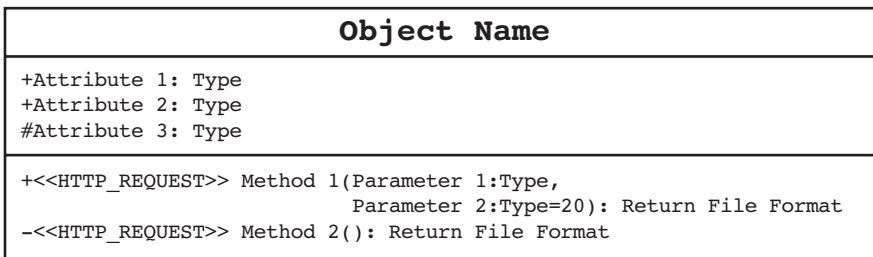 Object Name
+Attribute 1: Type
+Attribute 2: Type
#Attribute 3: Type
+<<HTTP_REQUEST>> Method 1(Parameter 1:Type,
Parameter 2:Type=20): Return File Format
-<<HTTP_REQUEST>> Method 2(): Return File Format